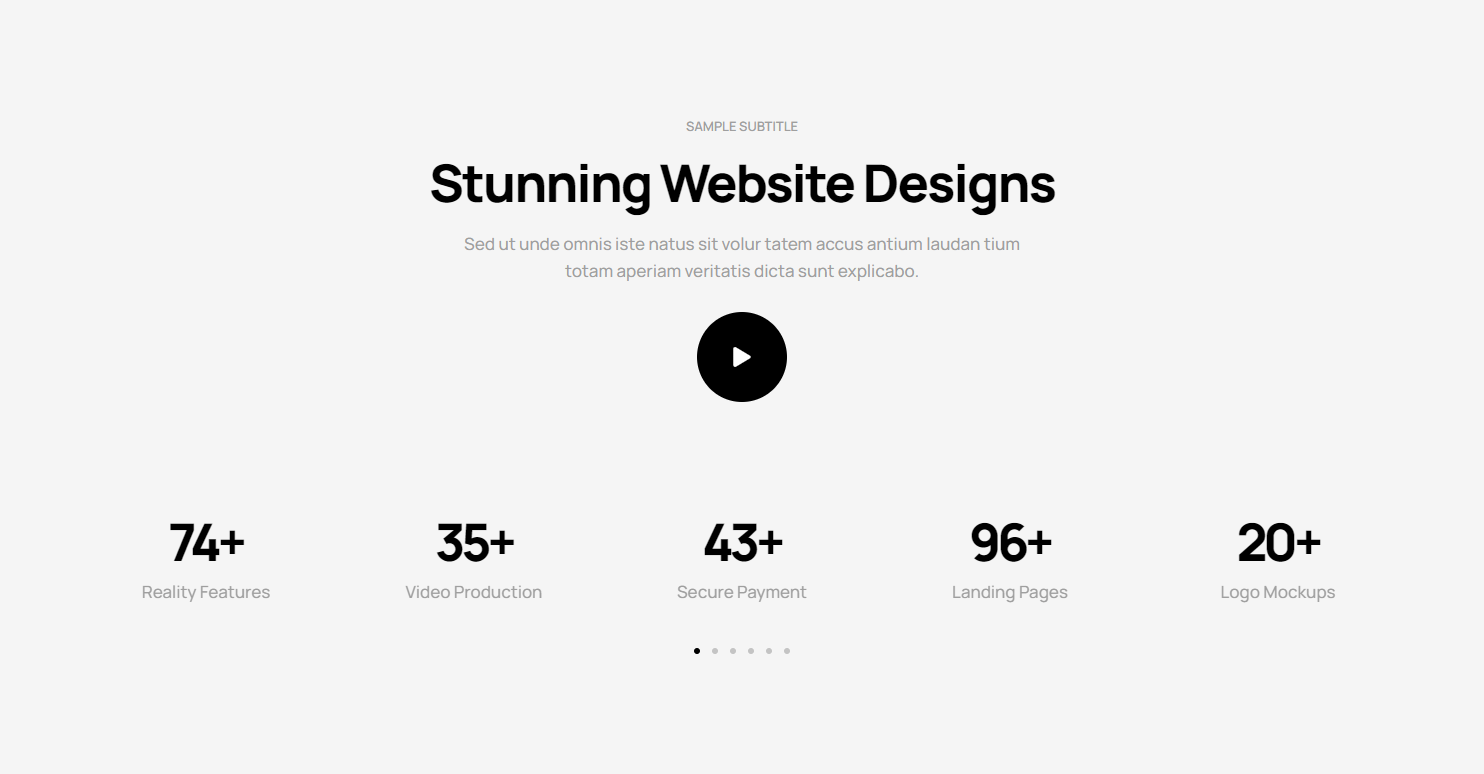 SAMPLE SUBTITLE
Stunning Website Designs
Sed ut unde omnis iste natus sit volur tatem accus antium laudan tium
totam aperiam veritatis dicta sunt explicabo.
74+
Reality Features
35+
Video Production
43+
Secure Payment
96+
Landing Pages
20+
Logo Mockups